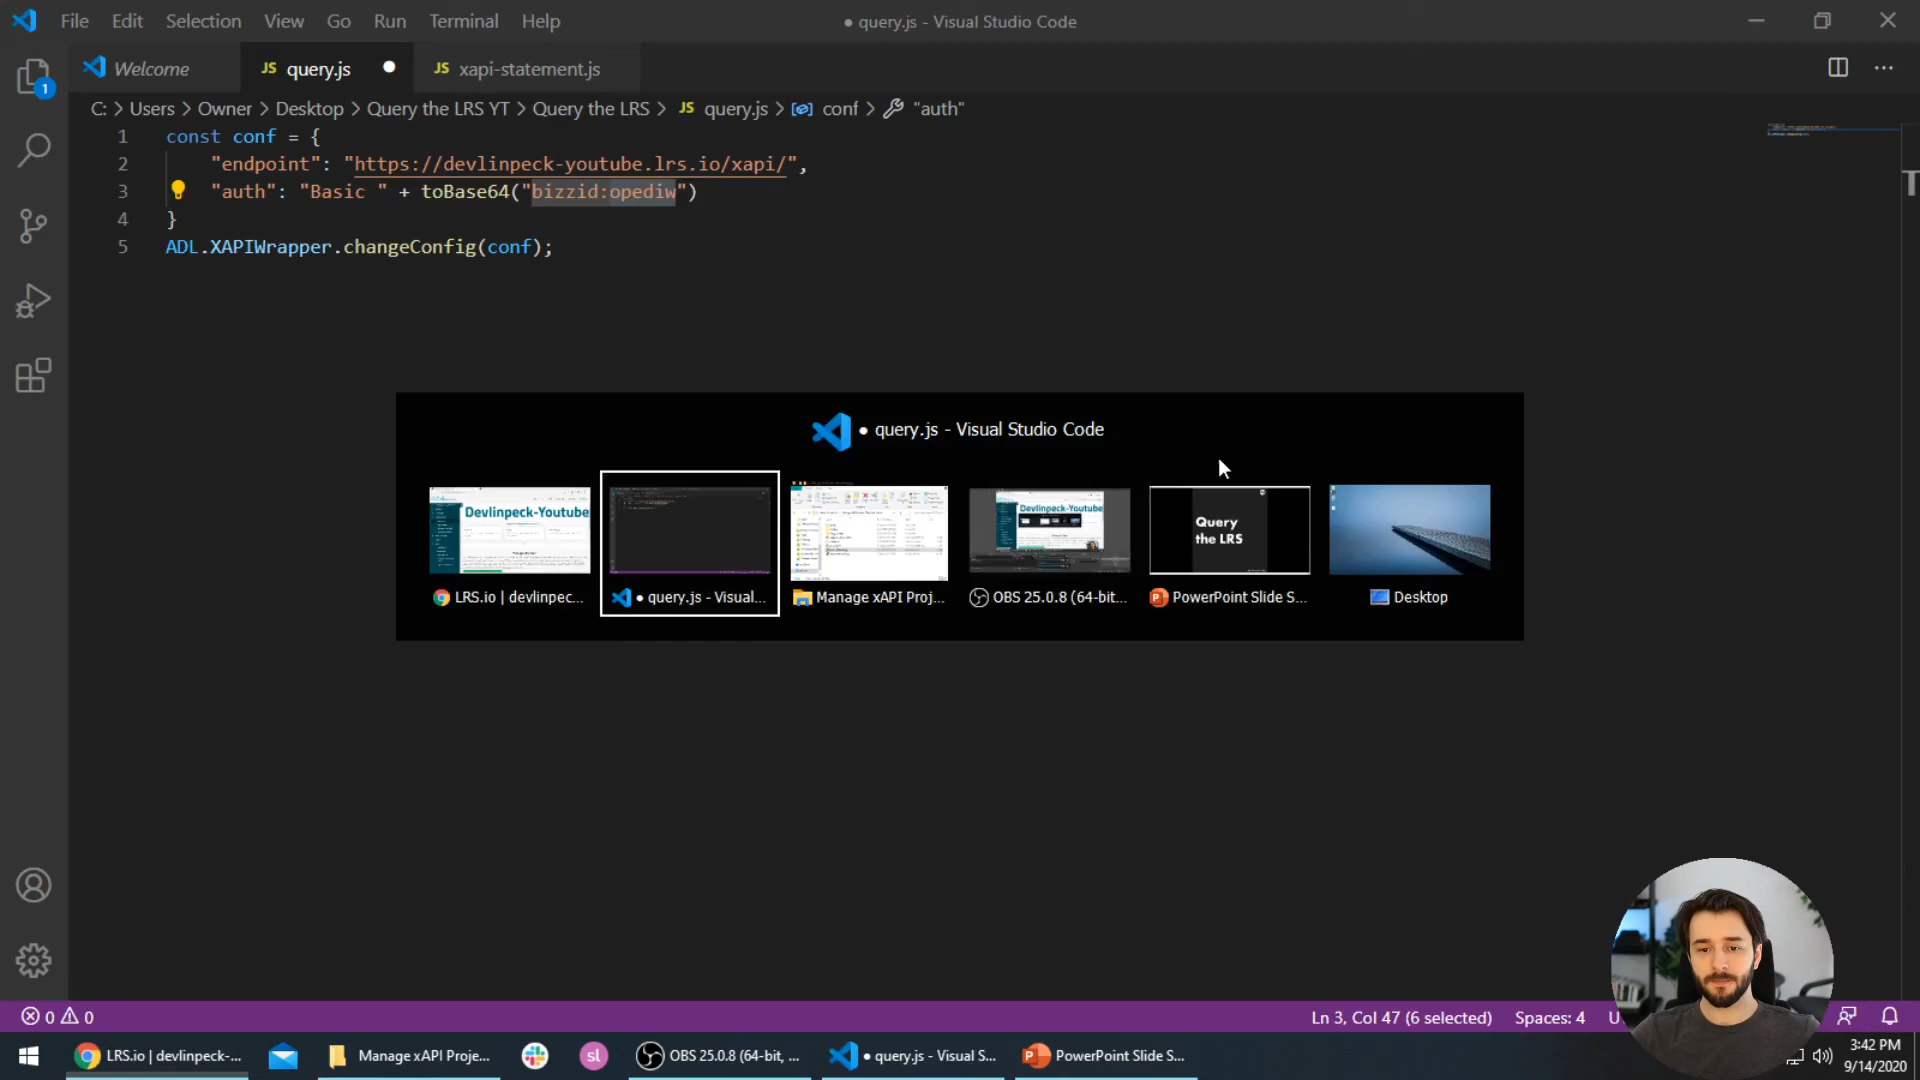 File Edit Selection View Go Run Terminal Help
● query.js - Visual Studio Code
Welcome
JS query.js ●
JS xapi-statement.js
C: > Users > Owner > Desktop > Query the LRS YT > Query the LRS > JS query.js > conf > "auth"
1 const conf = {
2 "endpoint": "https://devlinpeck-youtube.lrs.io/xapi/",
3 "auth": "Basic " + toBase64("bizzid:opediw")
4 }
5 ADL.XAPIWrapper.changeConfig(conf);
1
T
● query.js - Visual Studio Code
Devlinpeck-Youtube
Devlinpeck-Youtube
Query
the LRS
LRS.io | devlinpec...
● query.js - Visual...
Manage xAPI Proj...
OBS 25.0.8 (64-bit...
PowerPoint Slide S...
Desktop
0 0
Ln 3, Col 47 (6 selected) Spaces: 4 U
LRS.io | devlinpeck-...
Manage xAPI Proje...
sl
OBS 25.0.8 (64-bit, ...
● query.js - Visual S...
PowerPoint Slide S...
3:42 PM
9/14/2020